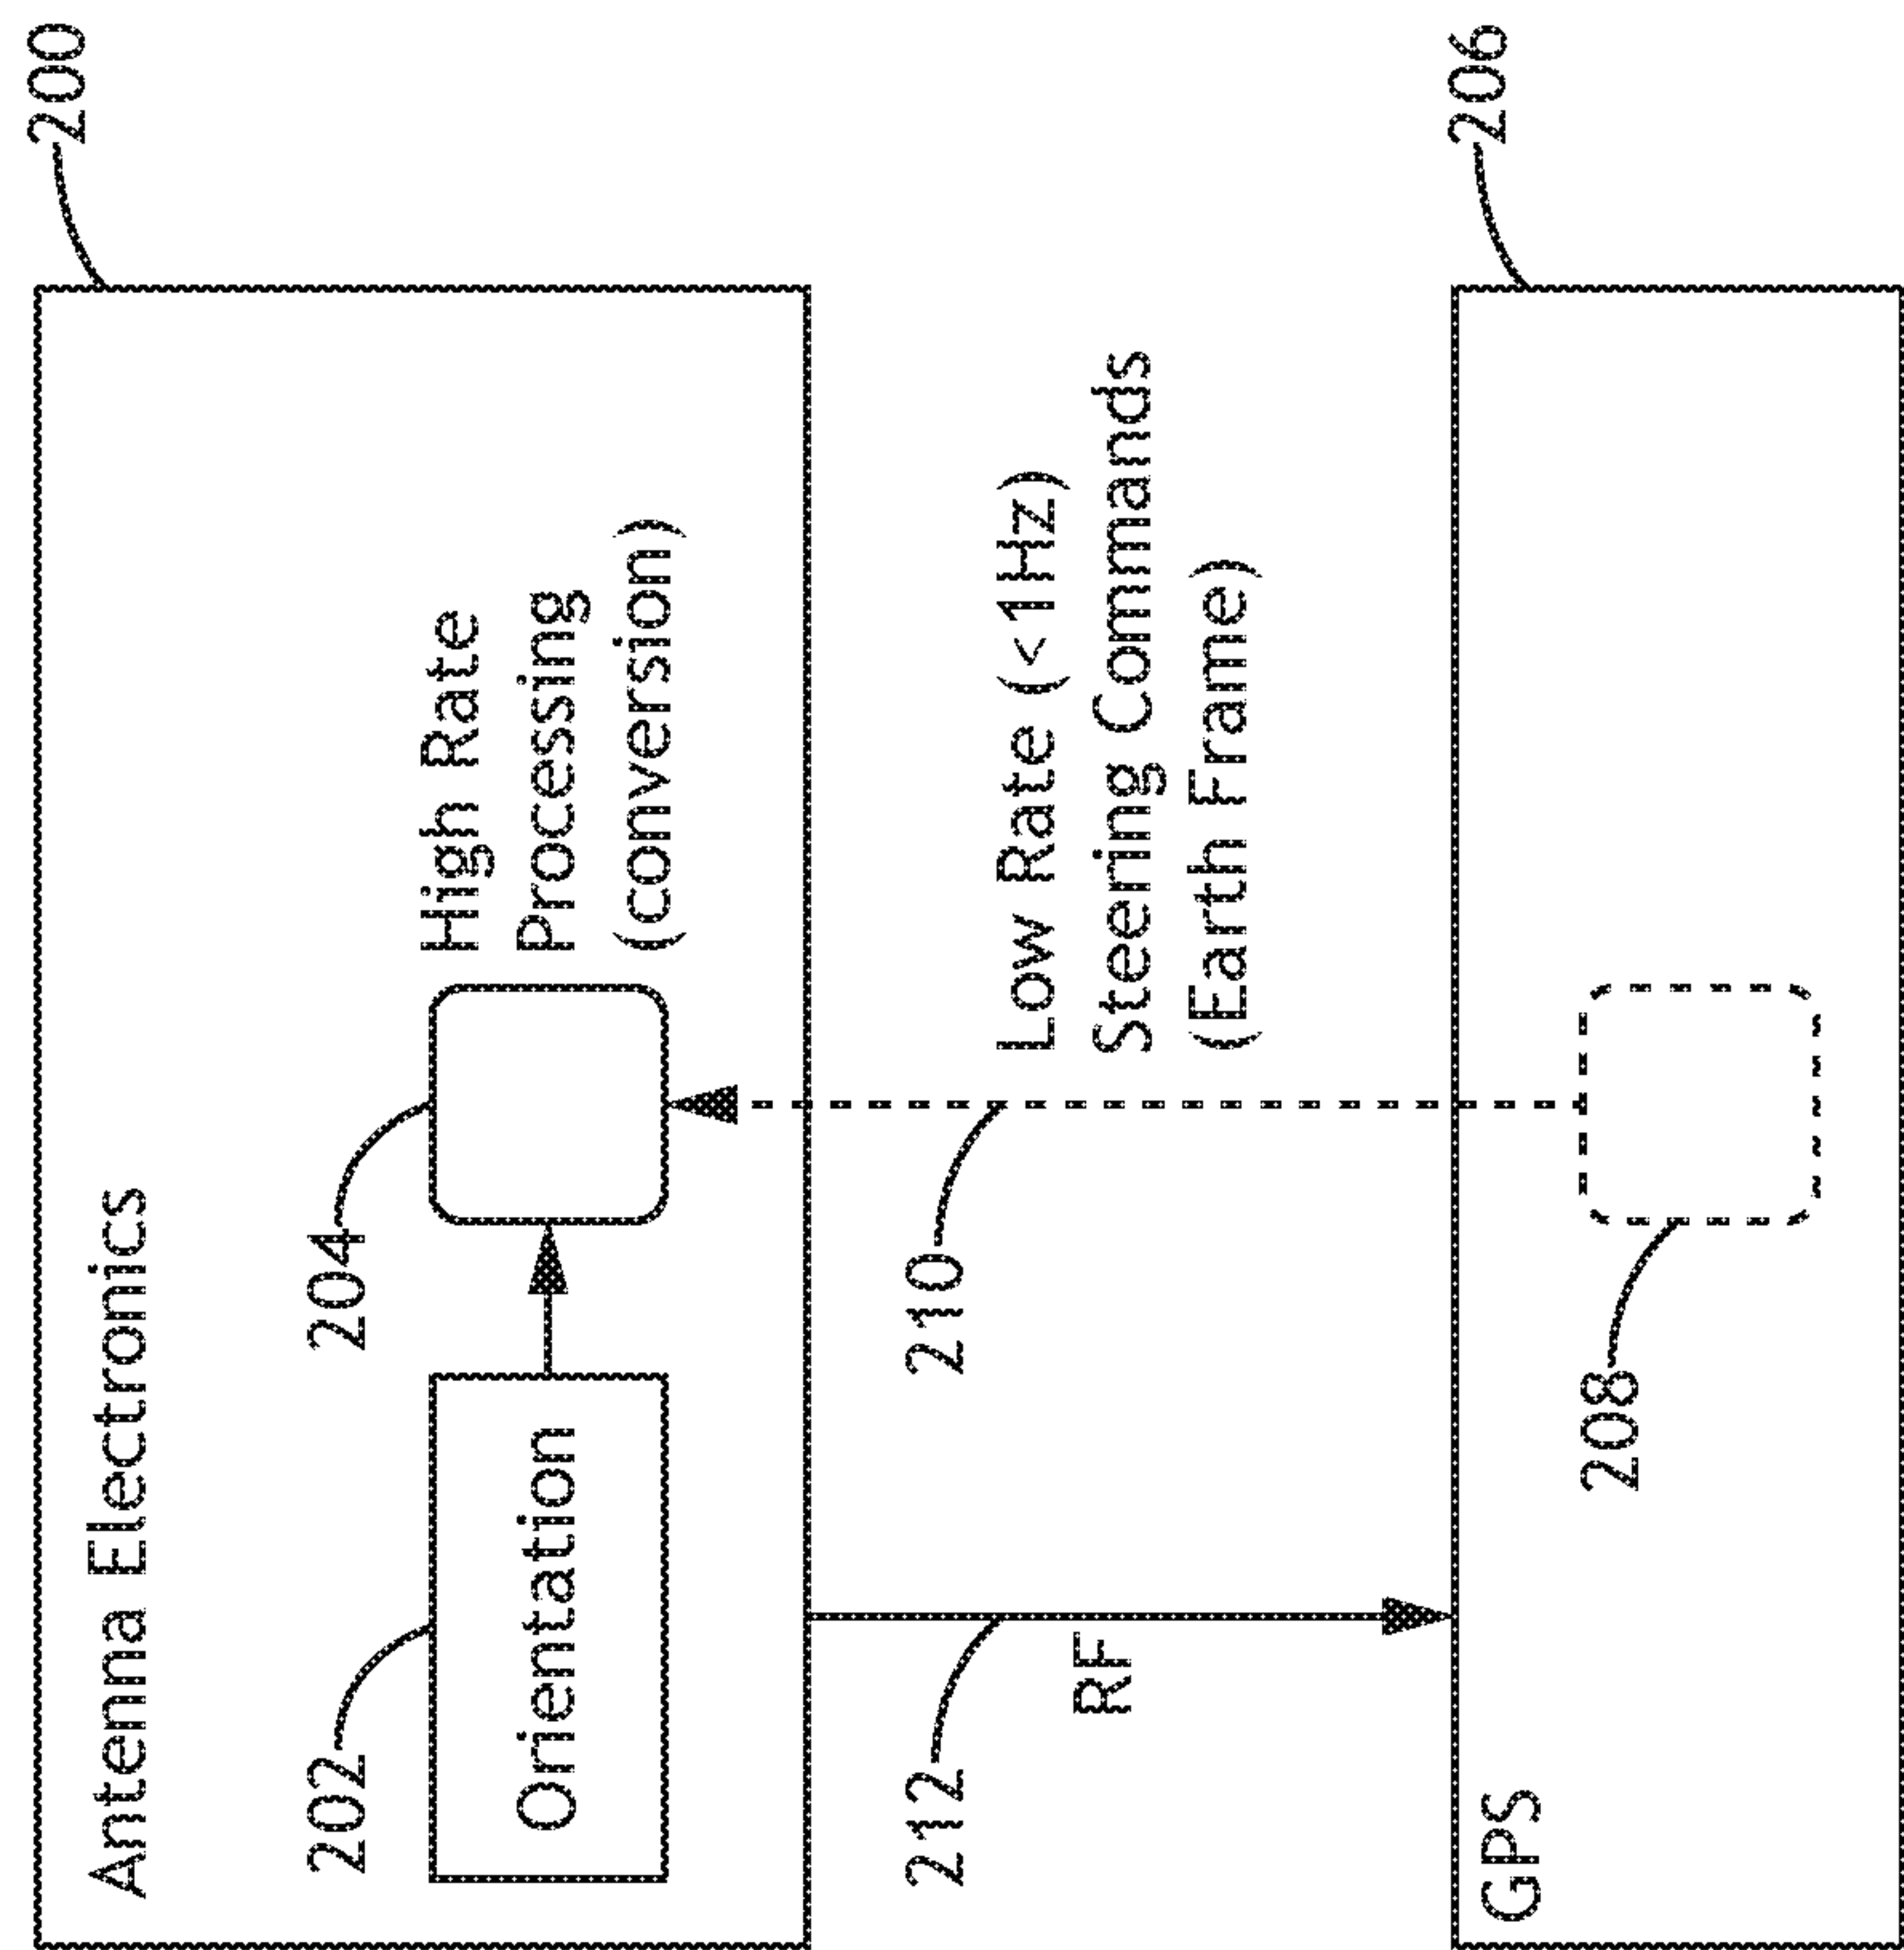 200
Antenna Electronics
202
204
Orientation
High Rate
Processing
(conversion)
212
210
RF
Low Rate (<1Hz)
Steering Commands
(Earth Frame)
206
GPS
208